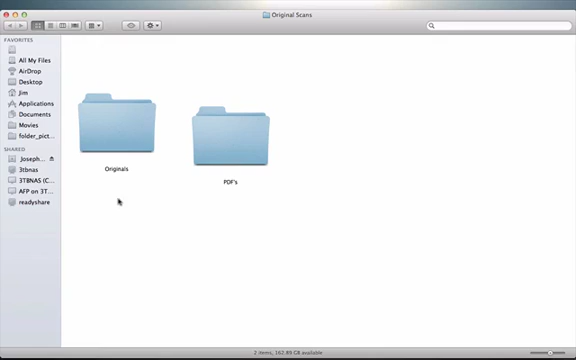 Original Scans
FAVORITES
All My Files
AirDrop
Desktop
Jim
Applications
Documents
Movies
folder_pict...
SHARED
Joseph...
3tbnas
3TBNAS (C...
AFP on 3T...
readyshare
Originals
PDF's
2 items, 162.89 GB available